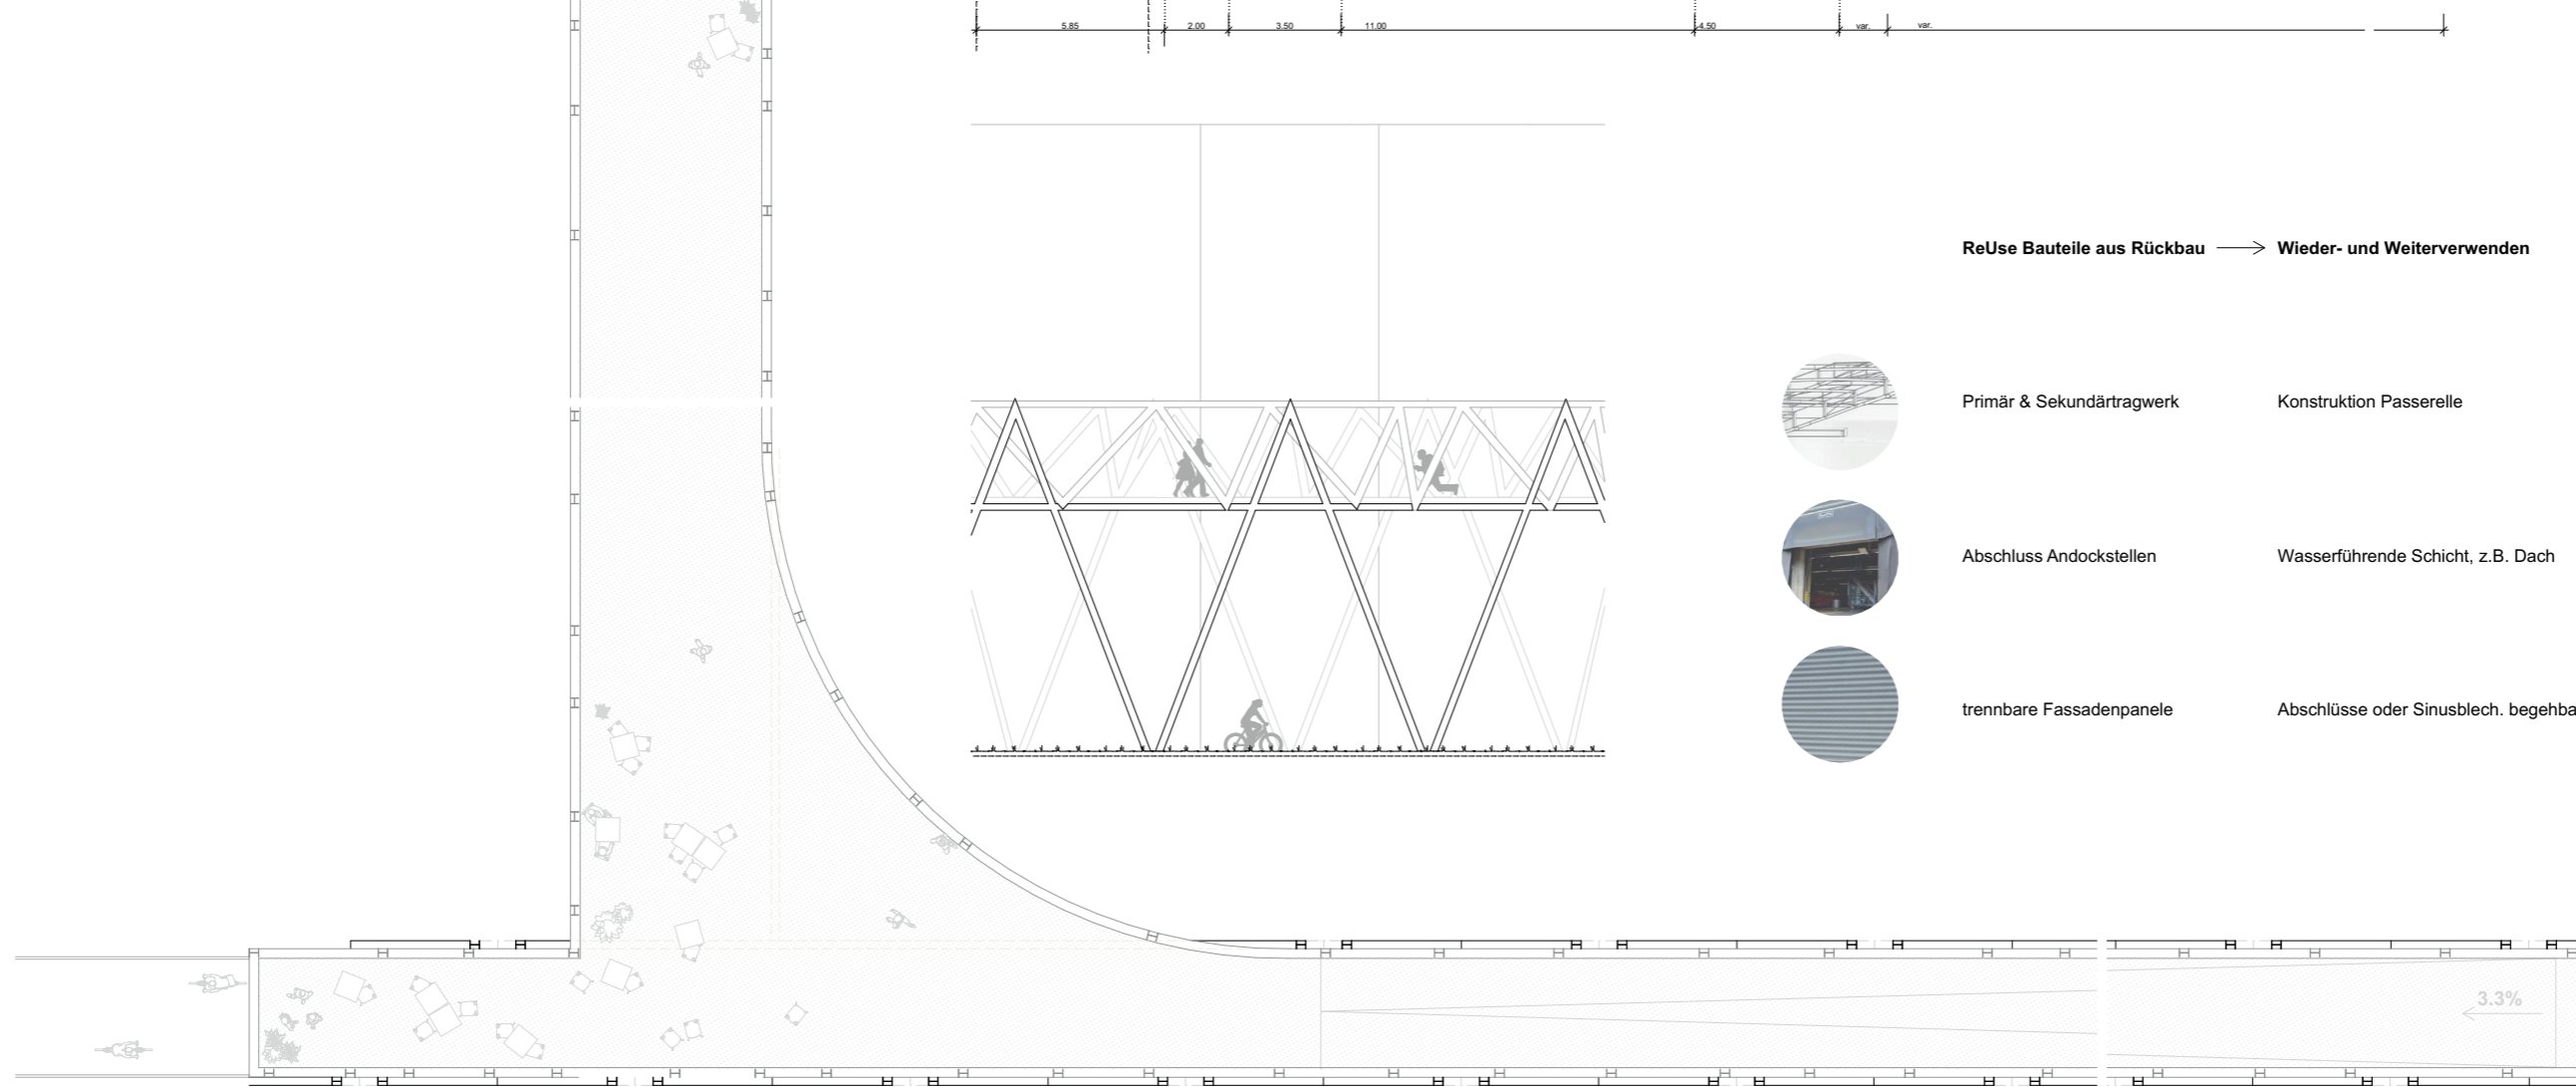 5.85 2.00 3.50 11.00 4.50 var. var.
ReUse Bauteile aus Rückbau → Wieder- und Weiterverwenden
Primär & Sekundärtragwerk Konstruktion Passerelle
Abschluss Andockstellen Wasserführende Schicht, z.B. Dach
trennbare Fassadenpanele Abschlüsse oder Sinusblech. begehba
3.3%